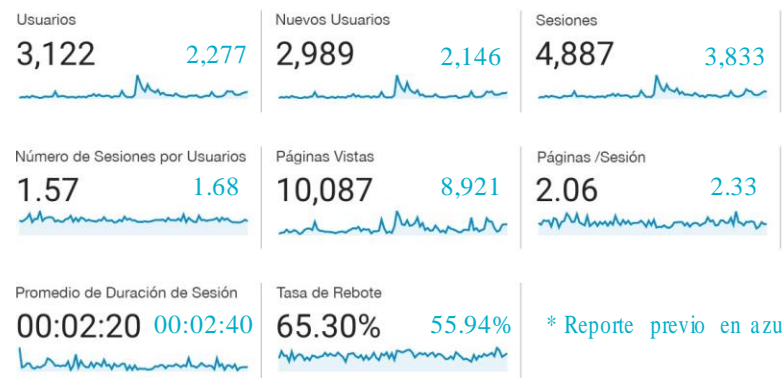 Usuarios
3,122 2,277
Nuevos Usuarios
2,989 2,146
Sesiones
4,887 3,833
Número de Sesiones por Usuarios
1.57 1.68
Páginas Vistas
10,087 8,921
Páginas /Sesión
2.06 2.33
Promedio de Duración de Sesión
00:02:20 00:02:40
Tasa de Rebote
65.30% 55.94%
* Reporte previo en azu